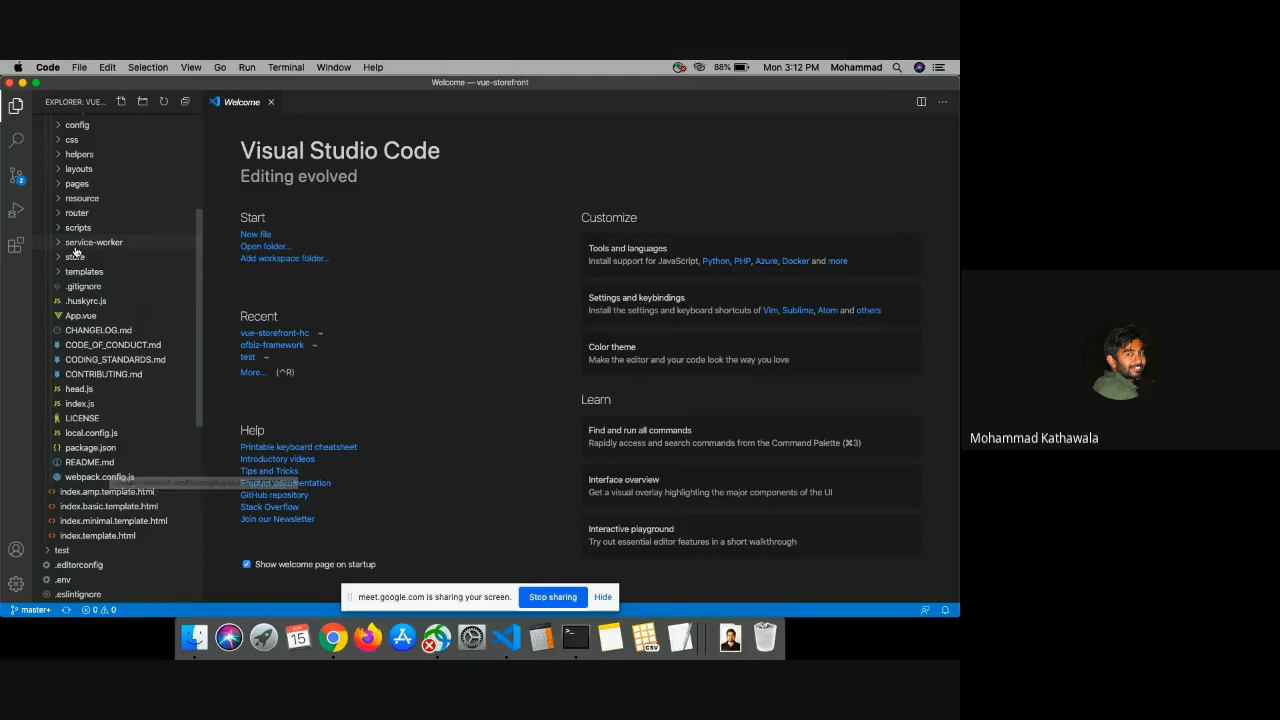 Code File Edit Selection View Go Run Terminal Window Help 88% Mon 3:12 PM Mohammad
Welcome — vue-storefront
EXPLORER: VUE...
Welcome
config
css
helpers
layouts
pages
resource
router
scripts
service-worker
store
templates
.gitignore
.huskyrc.js
App.vue
CHANGELOG.md
CODE_OF_CONDUCT.md
CODING_STANDARDS.md
CONTRIBUTING.md
head.js
index.js
LICENSE
local.config.js
package.json
README.md
webpack.config.js
index.amp.template.html
index.basic.template.html
index.minimal.template.html
index.template.html
test
.editorconfig
.env
.eslintignore
2
Visual Studio Code
Editing evolved
Start
New file
Open folder...
Add workspace folder...
Recent
vue-storefront-hc ~
ofbiz-framework ~
test ~
More... (^R)
Help
Printable keyboard cheatsheet
Introductory videos
Tips and Tricks
Product documentation
GitHub repository
Stack Overflow
Join our Newsletter
Show welcome page on startup
Customize
Tools and languages
Install support for JavaScript, Python, PHP, Azure, Docker and more
Settings and keybindings
Install the settings and keyboard shortcuts of Vim, Sublime, Atom and others
Color theme
Make the editor and your code look the way you love
Learn
Find and run all commands
Rapidly access and search commands from the Command Palette (⌘3)
Interface overview
Get a visual overlay highlighting the major components of the UI
Interactive playground
Try out essential editor features in a short walkthrough
meet.google.com is sharing your screen. Stop sharing Hide
master+ 0 0
15
CSV
Mohammad Kathawala